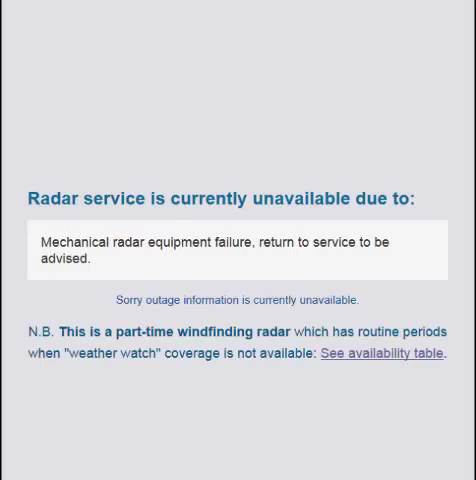 Radar service is currently unavailable due to:
Mechanical radar equipment failure, return to service to be
advised.
Sorry outage information is currently unavailable.
N.B. This is a part-time windfinding radar which has routine periods
when "weather watch" coverage is not available: See availability table.